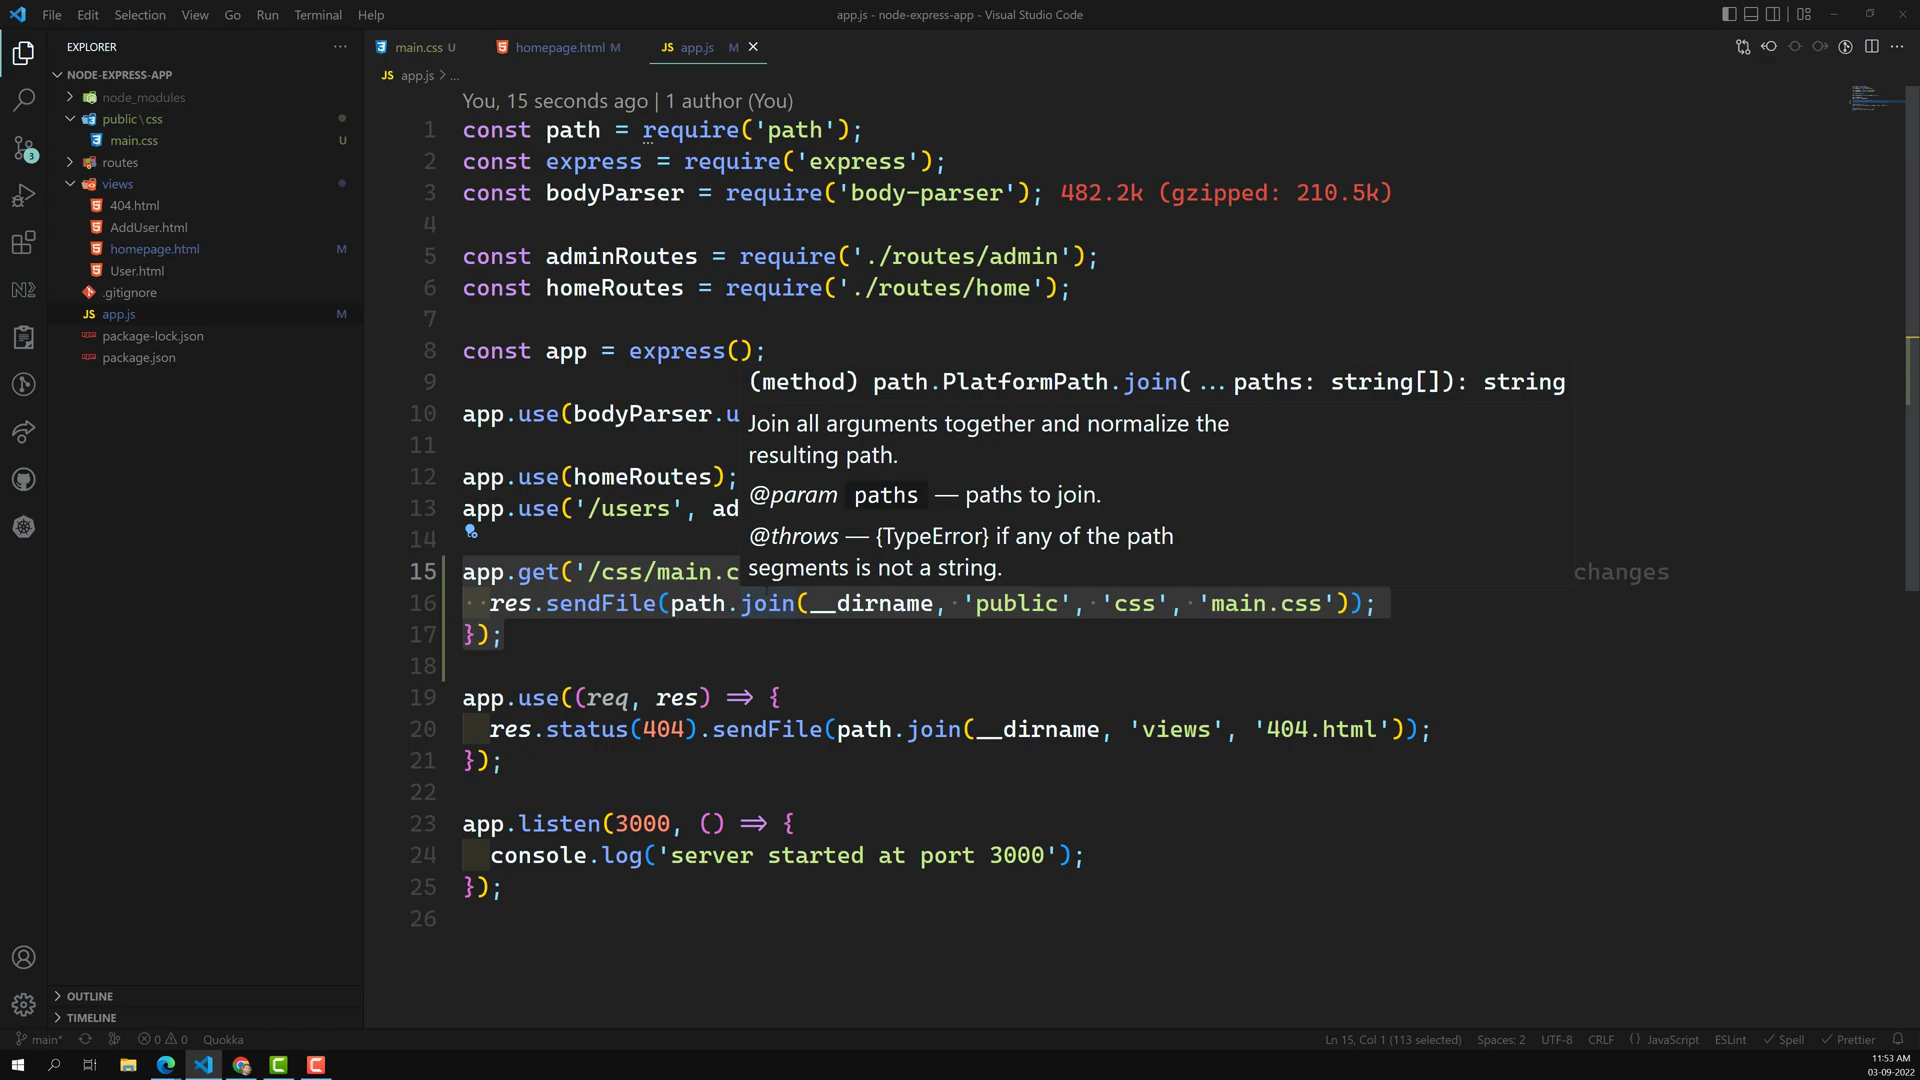 File Edit Selection View Go Run Terminal Help
app.js - node-express-app - Visual Studio Code
EXPLORER
NODE-EXPRESS-APP
node_modules
public\css
main.css U
routes
views
404.html
AddUser.html
homepage.html M
User.html
.gitignore
JS app.js M
package-lock.json
package.json
OUTLINE
TIMELINE
main.css U
homepage.html M
JS app.js M
JS app.js > ...
You, 15 seconds ago | 1 author (You)
1 const path = require('path');
2 const express = require('express');
3 const bodyParser = require('body-parser'); 482.2k (gzipped: 210.5k)
4
5 const adminRoutes = require('./routes/admin');
6 const homeRoutes = require('./routes/home');
7
8 const app = express();
9
10 app.use(bodyParser.u
11
12 app.use(homeRoutes);
13 app.use('/users', ad
14
15 app.get('/css/main.c
changes
16 res.sendFile(path.join(__dirname, 'public', 'css', 'main.css'));
17 });
18
19 app.use((req, res) => {
20 res.status(404).sendFile(path.join(__dirname, 'views', '404.html'));
21 });
22
23 app.listen(3000, () => {
24 console.log('server started at port 3000');
25 });
26
(method) path.PlatformPath.join(...paths: string[]): string
Join all arguments together and normalize the
resulting path.
@param paths — paths to join.
@throws — {TypeError} if any of the path
segments is not a string.
3
main* 0 0 Quokka
Ln 15, Col 1 (113 selected) Spaces: 2 UTF-8 CRLF {} JavaScript ESLint Spell Prettier
11:53 AM
03-09-2022